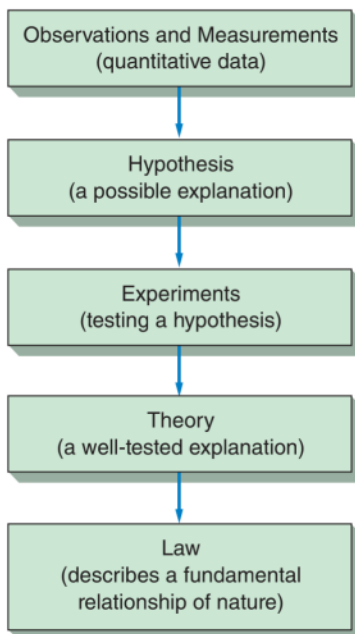 Observations and Measurements
(quantitative data)
Hypothesis
(a possible explanation)
Experiments
(testing a hypothesis)
Theory
(a well-tested explanation)
Law
(describes a fundamental
relationship of nature)